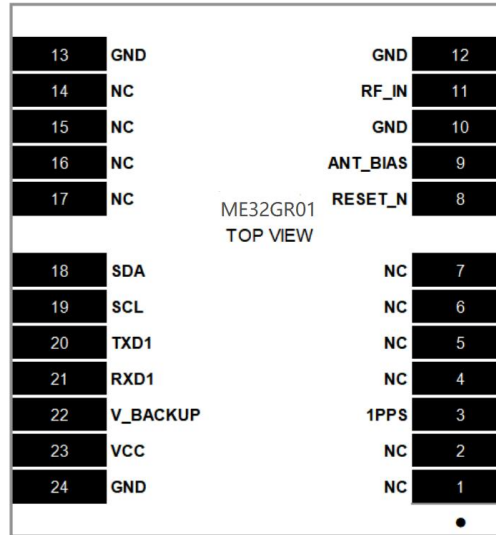 13 GND GND 12
14 NC RF_IN 11
15 NC GND 10
16 NC ANT_BIAS 9
17 NC RESET_N 8
ME32GR01
TOP VIEW
18 SDA NC 7
19 SCL NC 6
20 TXD1 NC 5
21 RXD1 NC 4
22 V_BACKUP 1PPS 3
23 VCC NC 2
24 GND NC 1